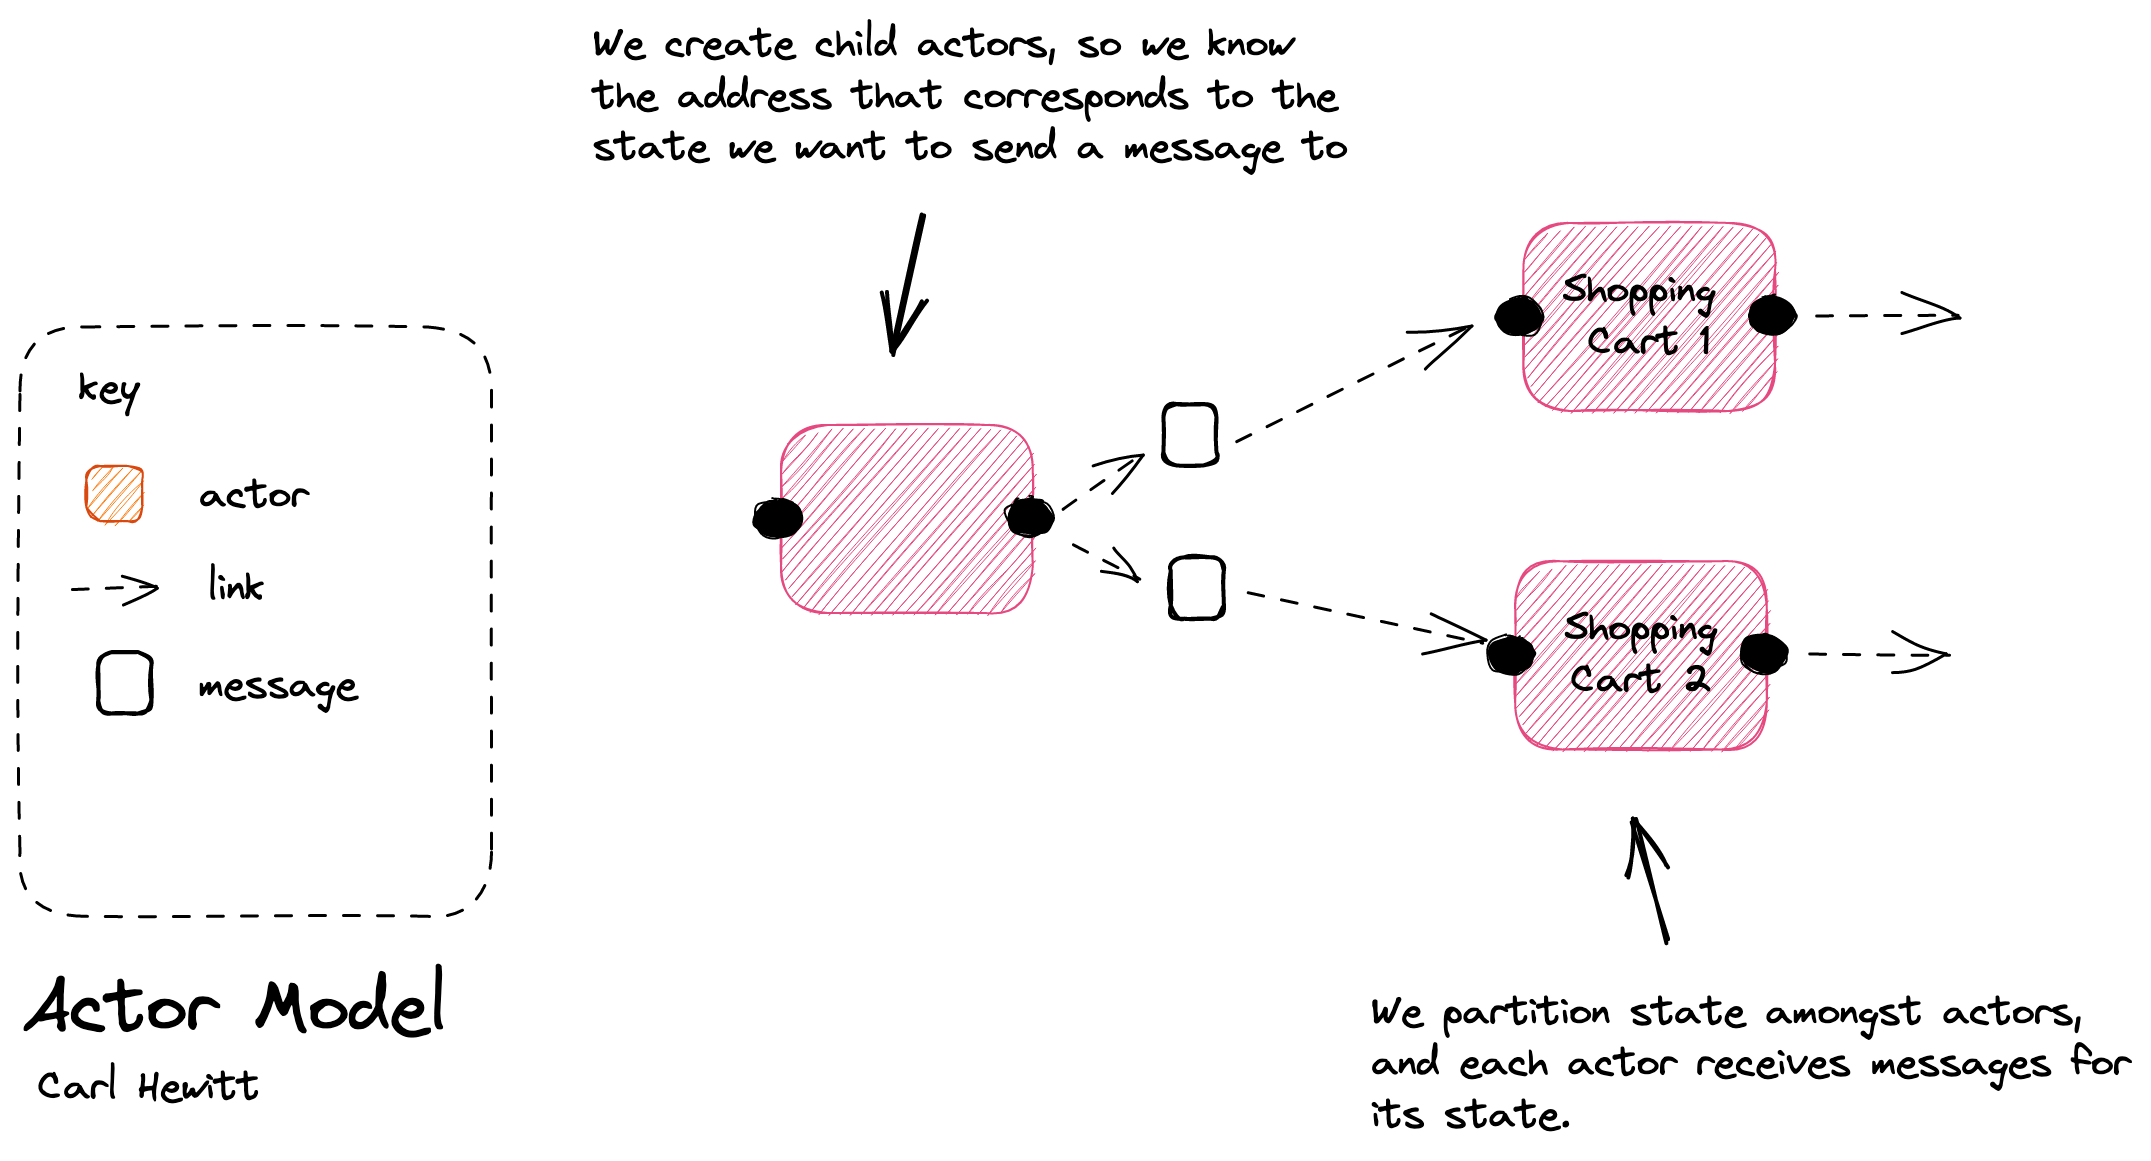 We create child actors, so we know
the address that corresponds to the
state we want to send a message to
Shopping
Cart 1
key
actor
link
message
Shopping
Cart 2
Actor Model
Carl Hewitt
We partition state amongst actors,
and each actor receives messages for
its state.